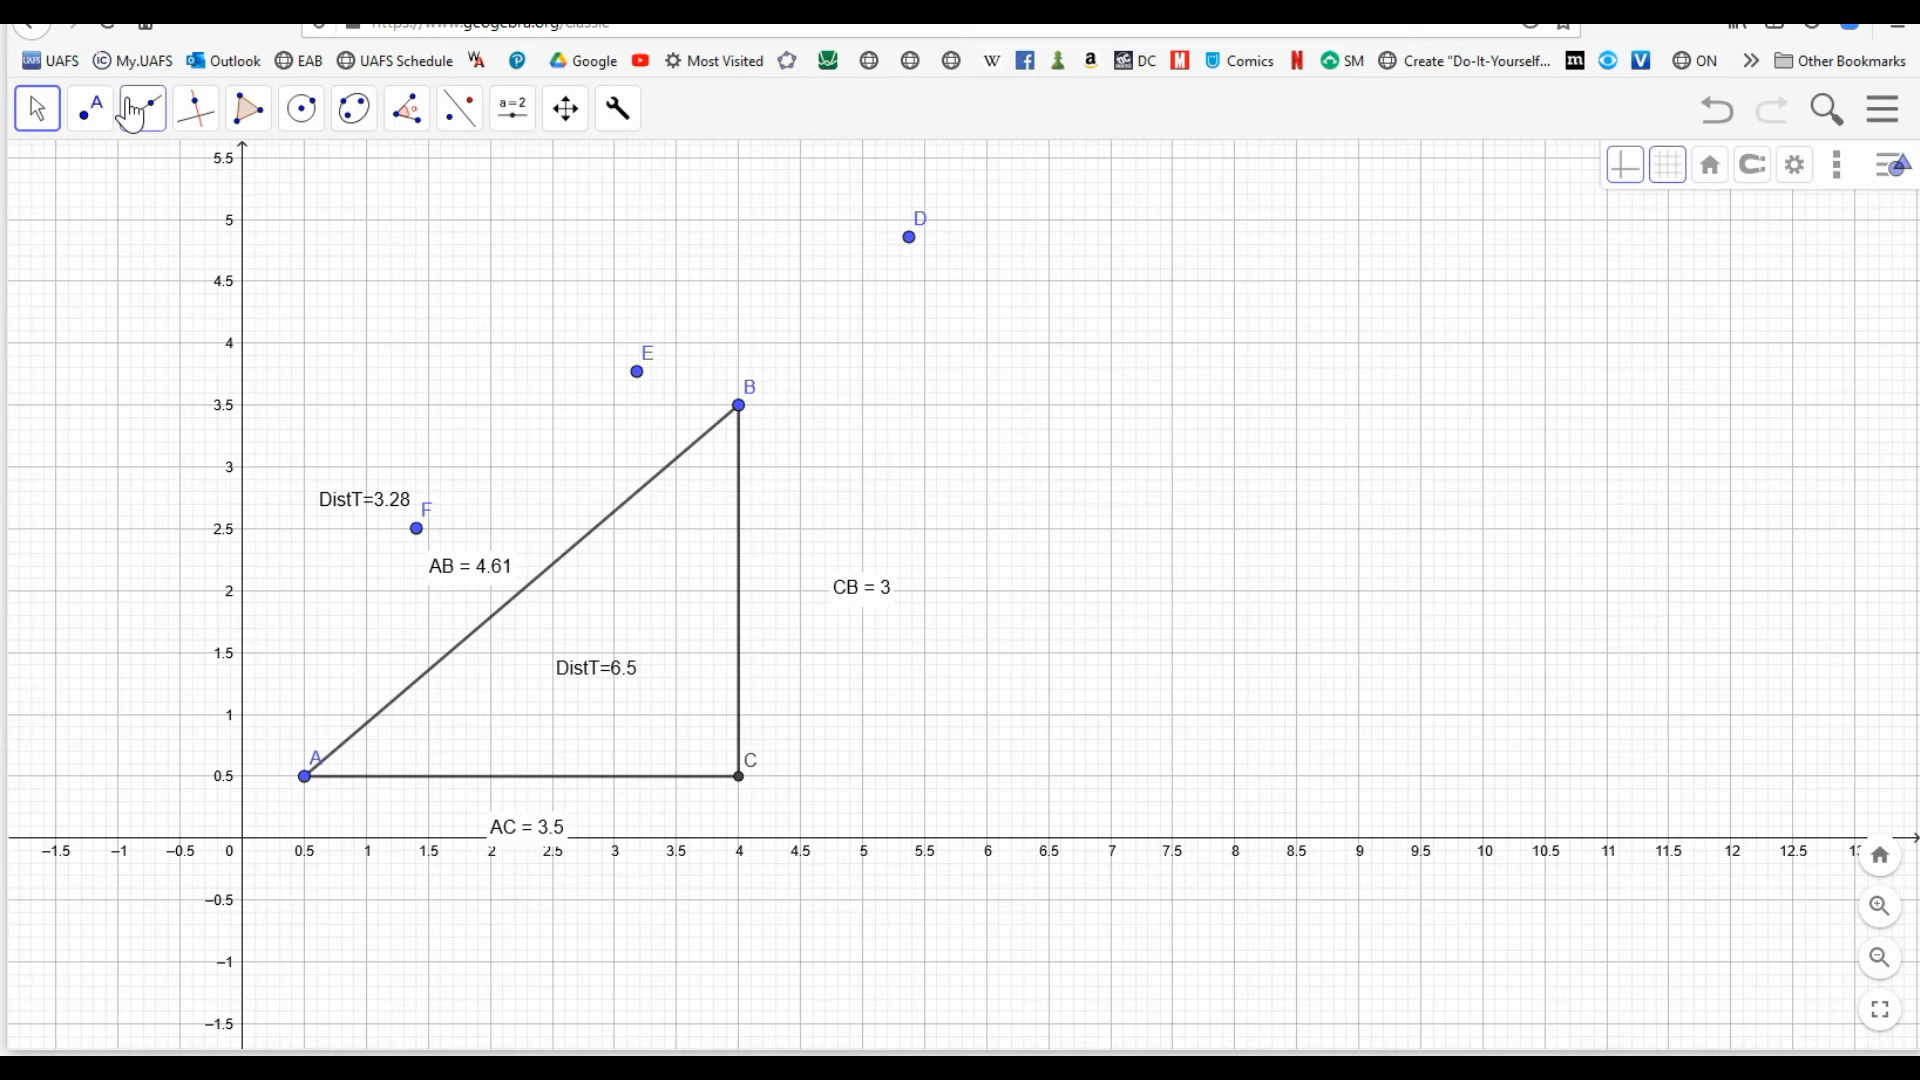 https://www.geogebra.org/classic
UAFS My.UAFS Outlook EAB UAFS Schedule Google Most Visited W DC Comics N SM Create "Do-It-Yourself... m V ON Other Bookmarks
A a=2
5.5
5
4.5
4
3.5
3
2.5
2
1.5
1
0.5
D
E
B
DistT=3.28
F
AB = 4.61
CB = 3
DistT=6.5
A
C
AC = 3.5
–1.5 –1 –0.5 0 0.5 1 1.5 2 2.5 3 3.5 4 4.5 5 5.5 6 6.5 7 7.5 8 8.5 9 9.5 10 10.5 11 11.5 12 12.5
–0.5
–1
–1.5